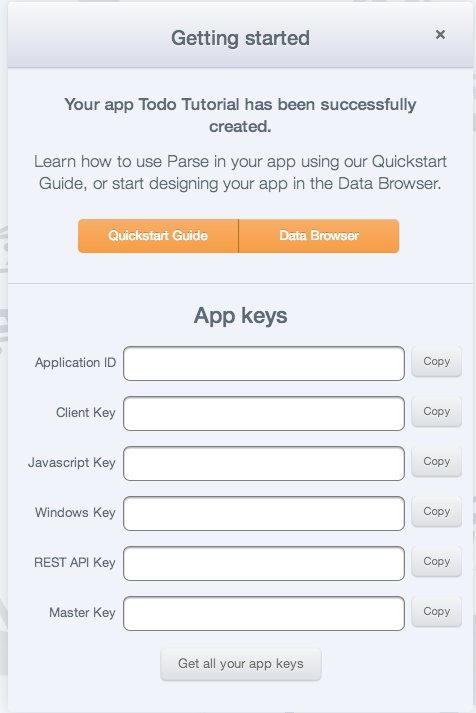 Getting started
×
Your app Todo Tutorial has been successfully
created.
Learn how to use Parse in your app using our Quickstart
Guide, or start designing your app in the Data Browser.
Quickstart Guide
Data Browser
App keys
Application ID
Copy
Client Key
Copy
Javascript Key
Copy
Windows Key
Copy
REST API Key
Copy
Master Key
Copy
Get all your app keys